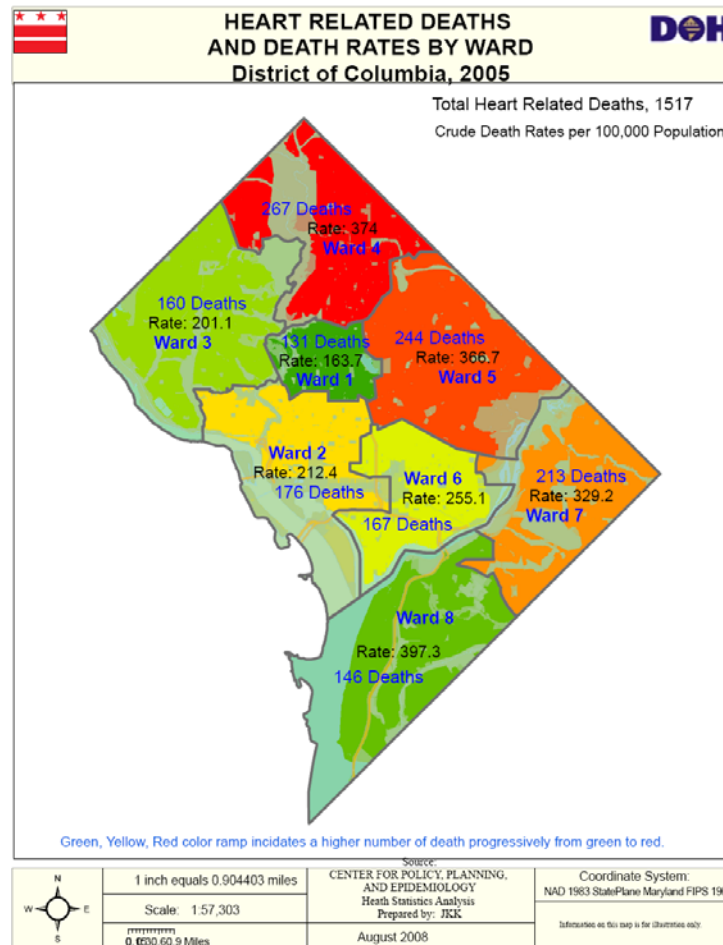 HEART RELATED DEATHS
AND DEATH RATES BY WARD
District of Columbia, 2005
Total Heart Related Deaths, 1517
Crude Death Rates per 100,000 Population
267 Deaths
Rate: 374
Ward 4
160 Deaths
Rate: 201.1
Ward 3
131 Deaths
Rate: 163.7
Ward 1
244 Deaths
Rate: 366.7
Ward 5
Ward 2
Rate: 212.4
176 Deaths
Ward 6
Rate: 255.1
167 Deaths
213 Deaths
Rate: 329.2
Ward 7
Ward 8
Rate: 397.3
146 Deaths
Green, Yellow, Red color ramp incidates a higher number of death progressively from green to red.
N
W
E
S
1 inch equals 0.904403 miles
Scale: 1:57,303
Miles
Source:
CENTER FOR POLICY, PLANNING,
AND EPIDEMIOLOGY
Heath Statistics Analysis
Prepared by: JKK
August 2008
Coordinate System:
NAD 1983 StatePlane Maryland FIPS
Information on this map is for illustration only.